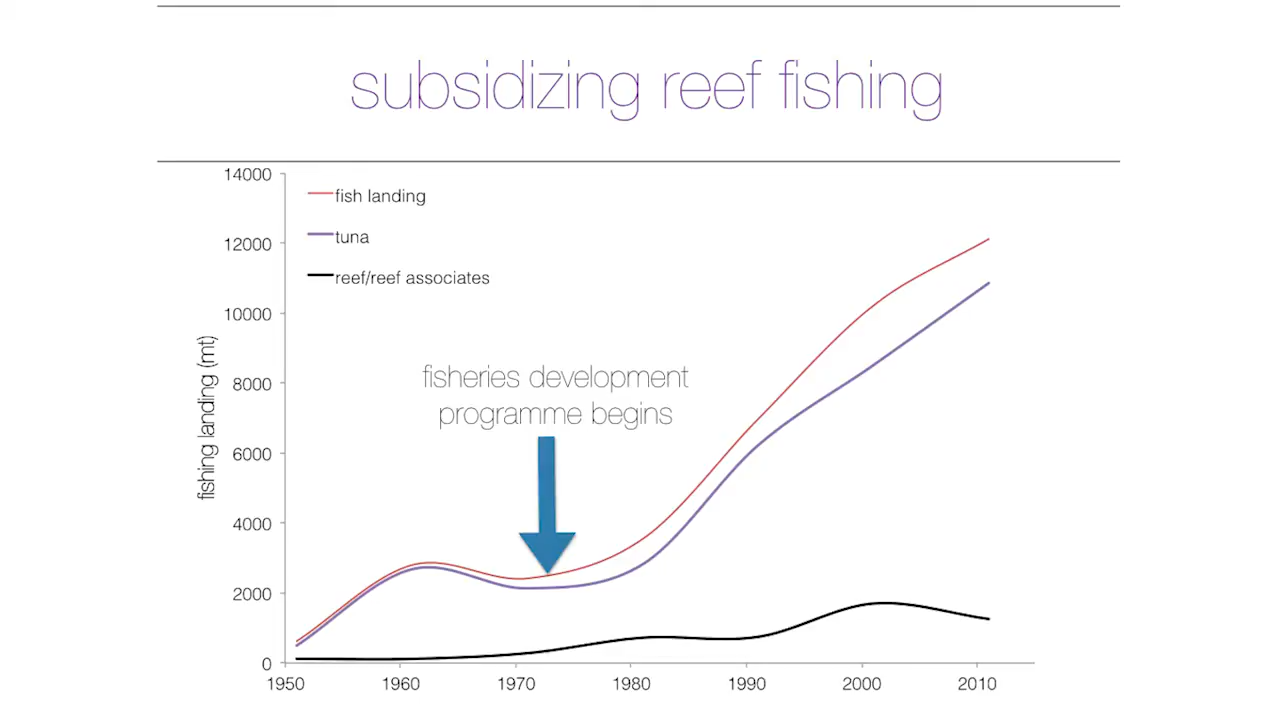 subsidizing reef fishing
14000
12000
10000
8000
6000
4000
2000
0
fishing landing (mt)
fish landing
tuna
reef/reef associates
fisheries development
programme begins
1950 1960 1970 1980 1990 2000 2010